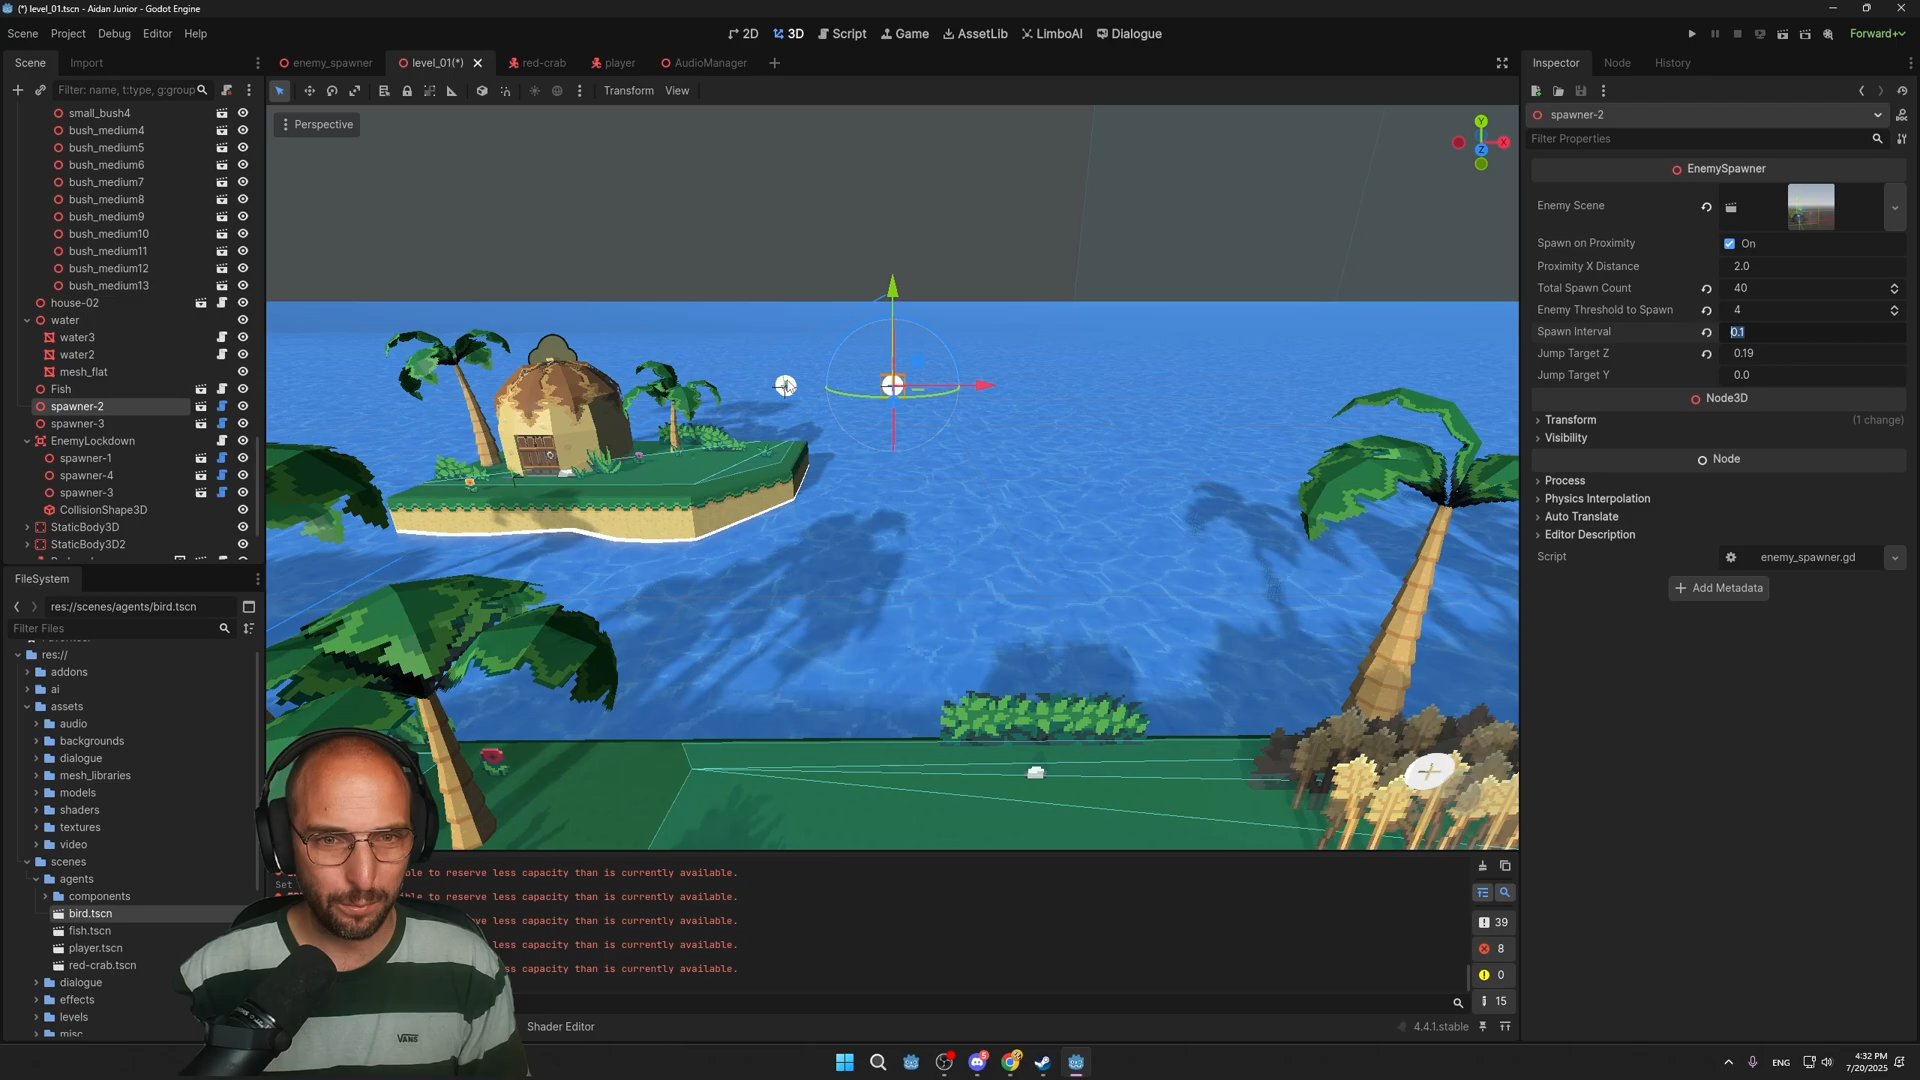 (*) level_01.tscn - Aidan Junior - Godot Engine
Scene Project Debug Editor Help
2D 3D Script Game AssetLib LimboAI Dialogue
Forward+
Scene Import
enemy_spawner level_01(*) red-crab player AudioManager
Inspector Node History
Filter: name, t:type, g:group
Transform View
Perspective
Y
X
Z
small_bush4
bush_medium4
bush_medium5
bush_medium6
bush_medium7
bush_medium8
bush_medium9
bush_medium10
bush_medium11
bush_medium12
bush_medium13
house-02
water
water3
water2
mesh_flat
Fish
spawner-2
spawner-3
EnemyLockdown
spawner-1
spawner-4
spawner-3
CollisionShape3D
StaticBody3D
StaticBody3D2
FileSystem
res://scenes/agents/bird.tscn
Filter Files
res://
addons
ai
assets
audio
backgrounds
dialogue
mesh_libraries
models
shaders
textures
video
scenes
agents
components
bird.tscn
fish.tscn
player.tscn
red-crab.tscn
dialogue
effects
levels
misc
ble to reserve less capacity than is currently available.
Set
ble to reserve less capacity than is currently available.
ve less capacity than is currently available.
ss capacity than is currently available.
ss capacity than is currently available.
39
8
0
15
Shader Editor
4.4.1.stable
VANS
spawner-2
Filter Properties
EnemySpawner
Enemy Scene
Spawn on Proximity On
Proximity X Distance 2.0
Total Spawn Count 40
Enemy Threshold to Spawn 4
Spawn Interval 0.1
Jump Target Z 0.19
Jump Target Y 0.0
Node3D
Transform (1 change)
Visibility
Node
Process
Physics Interpolation
Auto Translate
Editor Description
Script enemy_spawner.gd
Add Metadata
5
ENG
4:32 PM
7/20/2025